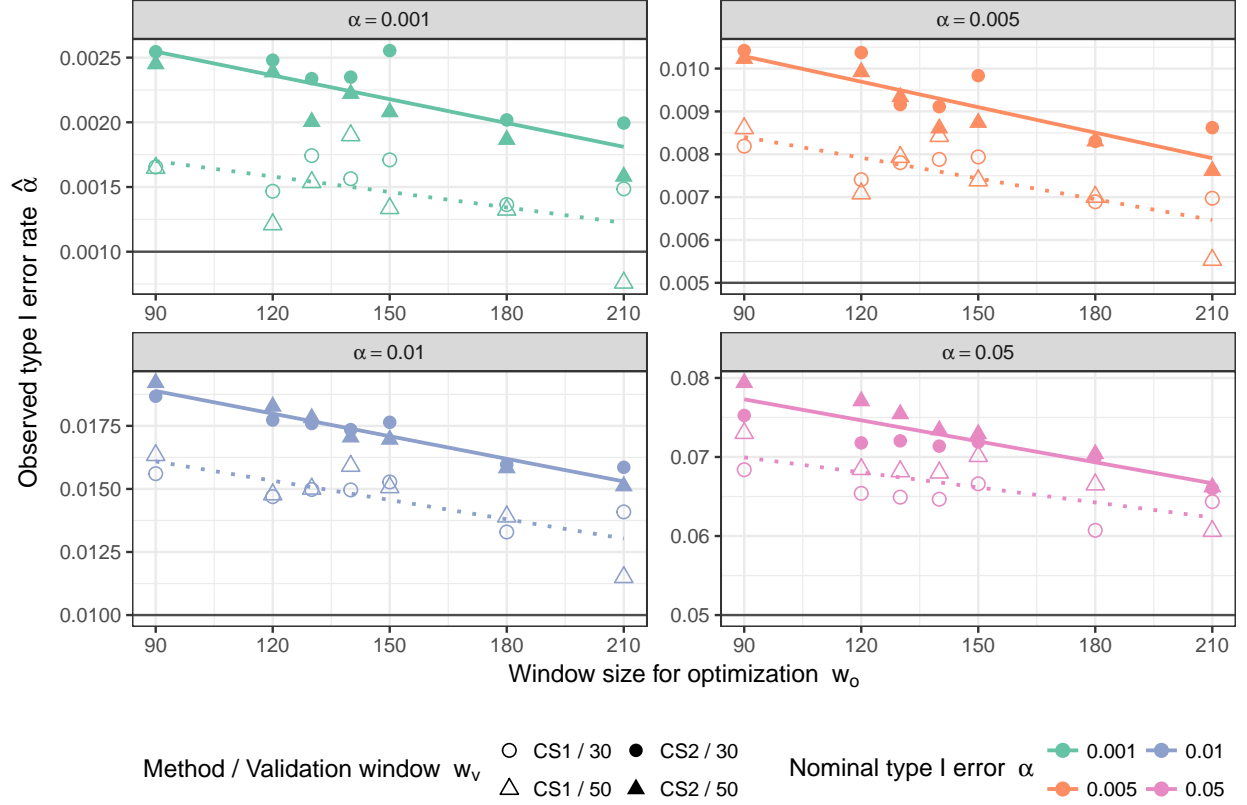 α = 0.001
α = 0.005
0.0025
0.0020
0.0015
0.0010
0.010
0.009
0.008
0.007
0.006
0.005
90 120 150 180 210
90 120 150 180 210
α = 0.01
α = 0.05
0.0175
0.0150
0.0125
0.0100
0.08
0.07
0.06
0.05
90 120 150 180 210
90 120 150 180 210
Observed type I error rate α̂
Window size for optimization wₒ
Method / Validation window wᵥ
CS1 / 30
CS2 / 30
CS1 / 50
CS2 / 50
Nominal type I error α
0.001
0.01
0.005
0.05